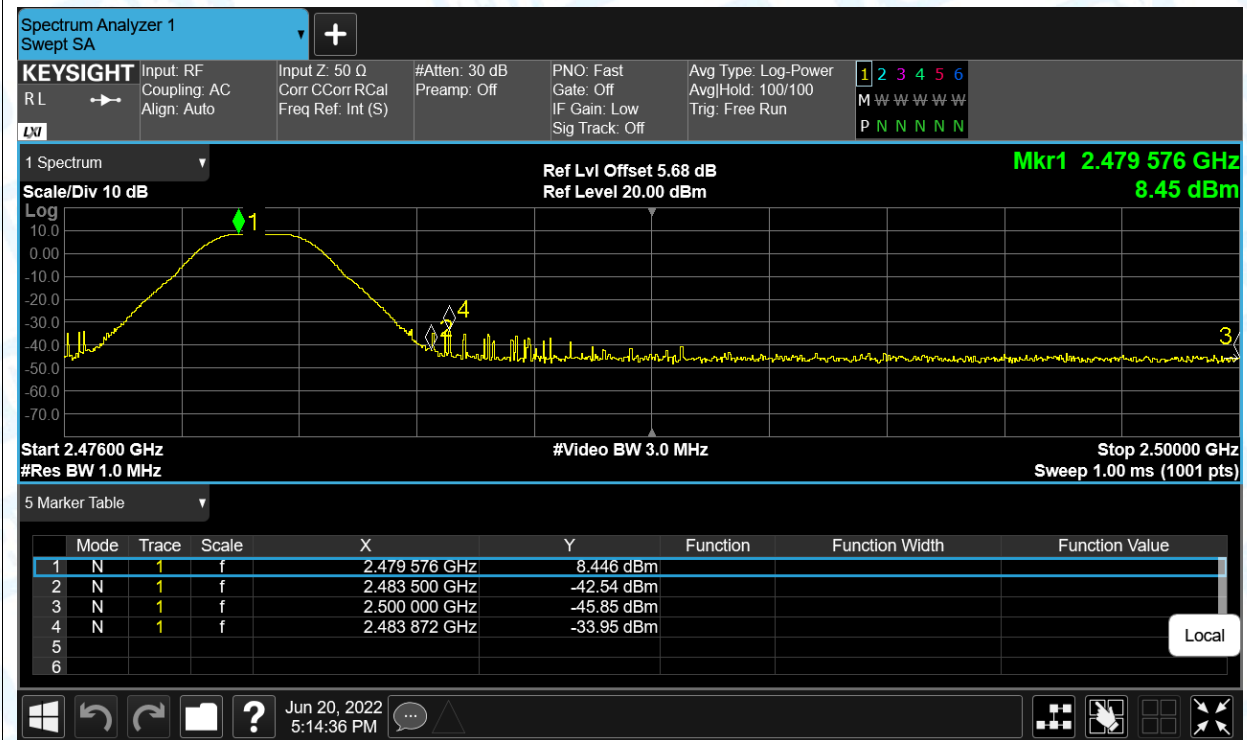 Spectrum Analyzer 1
Swept SA
+
KEYSIGHT Input: RF Input Z: 50 Ω #Atten: 30 dB PNO: Fast Avg Type: Log-Power 1 2 3 4 5 6
R L Coupling: AC Corr CCorr RCal Preamp: Off Gate: Off Avg|Hold: 100/100 M W W W W W
Align: Auto Freq Ref: Int (S) IF Gain: Low Trig: Free Run
LXI Sig Track: Off P N N N N N
1 Spectrum Ref Lvl Offset 5.68 dB Mkr1 2.479 576 GHz
Scale/Div 10 dB Ref Level 20.00 dBm 8.45 dBm
Log
1
10.0
0.00
-10.0
-20.0
4
-30.0
2
3
-40.0
-50.0
-60.0
-70.0
Start 2.47600 GHz #Video BW 3.0 MHz Stop 2.50000 GHz
#Res BW 1.0 MHz Sweep 1.00 ms (1001 pts)
5 Marker Table
Mode Trace Scale X Y Function Function Width Function Value
1 N 1 f 2.479 576 GHz 8.446 dBm
2 N 1 f 2.483 500 GHz -42.54 dBm
3 N 1 f 2.500 000 GHz -45.85 dBm
4 N 1 f 2.483 872 GHz -33.95 dBm
5
6
Local
? Jun 20, 2022
5:14:36 PM